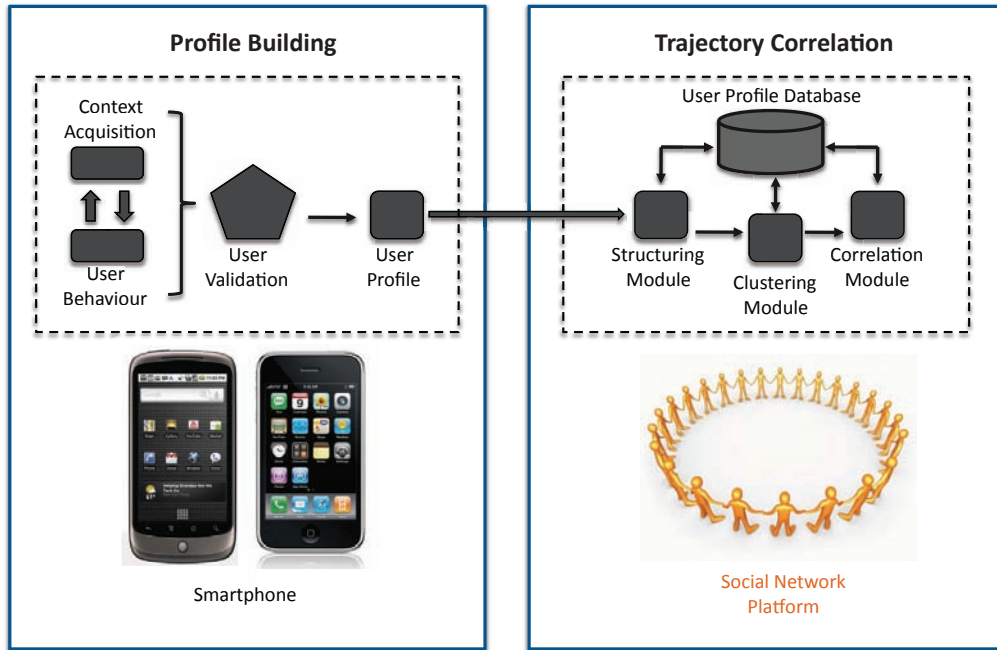 Profile Building
Context
Acquisition
User
Behaviour
User
Validation
User
Profile
Smartphone
Trajectory Correlation
User Profile Database
Structuring
Module
Clustering
Module
Correlation
Module
Social Network
Platform